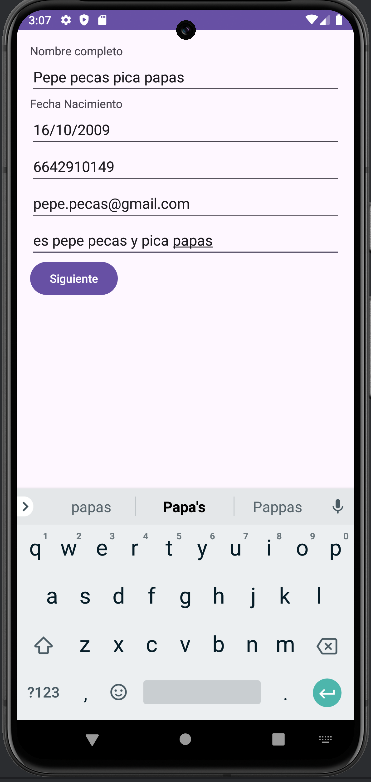 3:07
Nombre completo
Pepe pecas pica papas
Fecha Nacimiento
16/10/2009
6642910149
pepe.pecas@gmail.com
es pepe pecas y pica papas
Siguiente
papas Papa's Pappas
1 2 3 4 5 6 7 8 9 0
q w e r t y u i o p
a s d f g h j k l
z x c v b n m
?123 , .